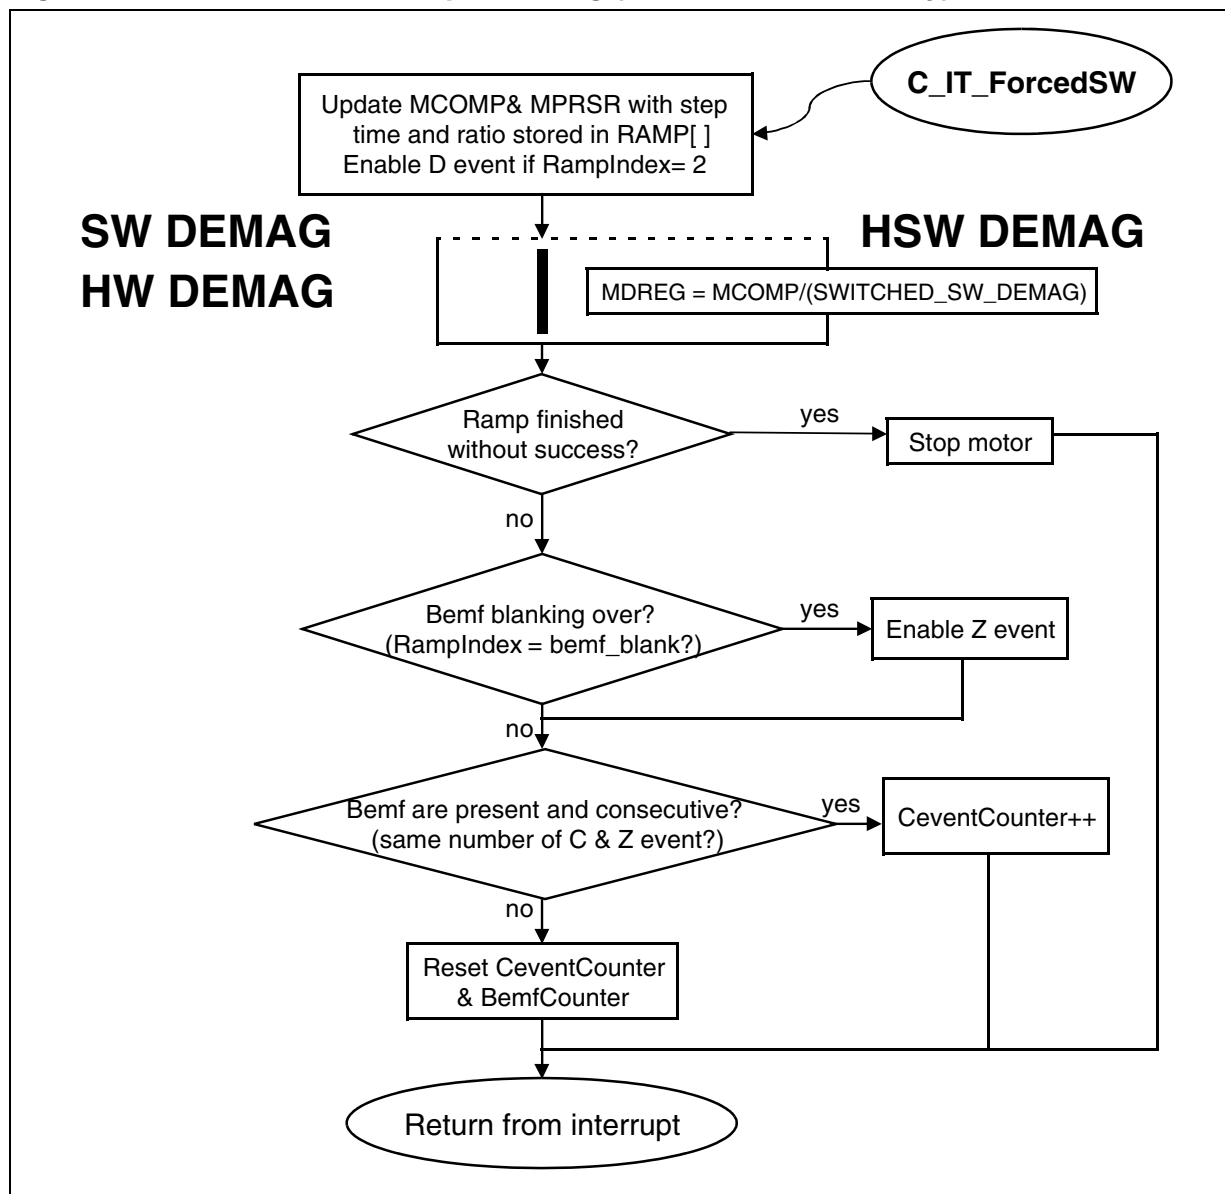 C_IT_ForcedSW
Update MCOMP& MPRSR with step
time and ratio stored in RAMP[ ]
Enable D event if RampIndex= 2
SW DEMAG
HW DEMAG
HSW DEMAG
MDREG = MCOMP/(SWITCHED_SW_DEMAG)
Ramp finished
without success?
yes
Stop motor
no
Bemf blanking over?
(RampIndex = bemf_blank?)
yes
Enable Z event
no
Bemf are present and consecutive?
(same number of C & Z event?)
yes
CeventCounter++
no
Reset CeventCounter
& BemfCounter
Return from interrupt